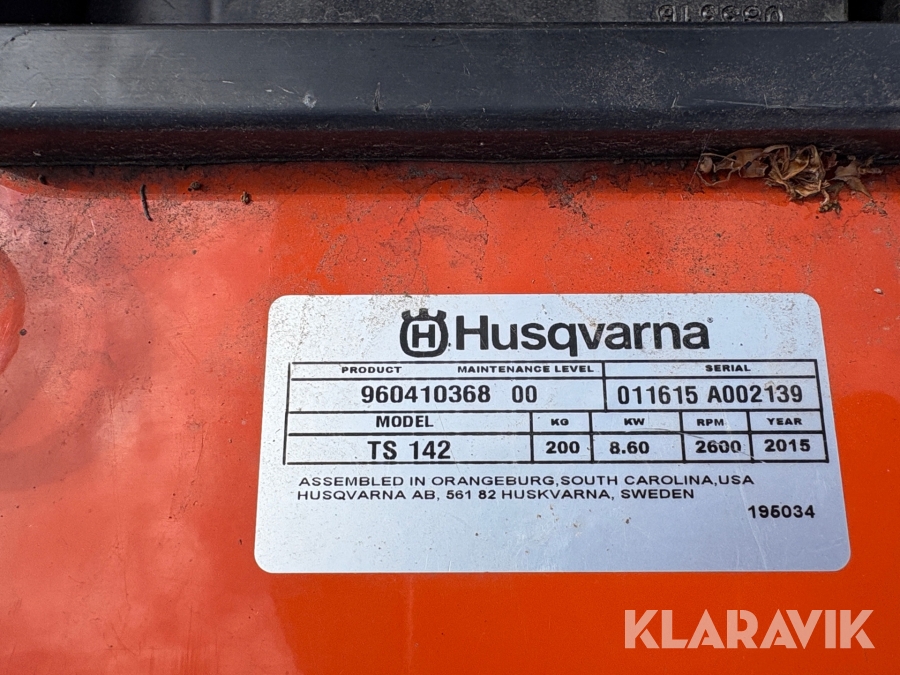 Husqvarna
PRODUCT MAINTENANCE LEVEL SERIAL
960410368 00 011615 A002139
MODEL KG KW RPM YEAR
TS 142 200 8.60 2600 2015
ASSEMBLED IN ORANGEBURG,SOUTH CAROLINA,USA
HUSQVARNA AB, 561 82 HUSKVARNA, SWEDEN
195034
KLARAVIK